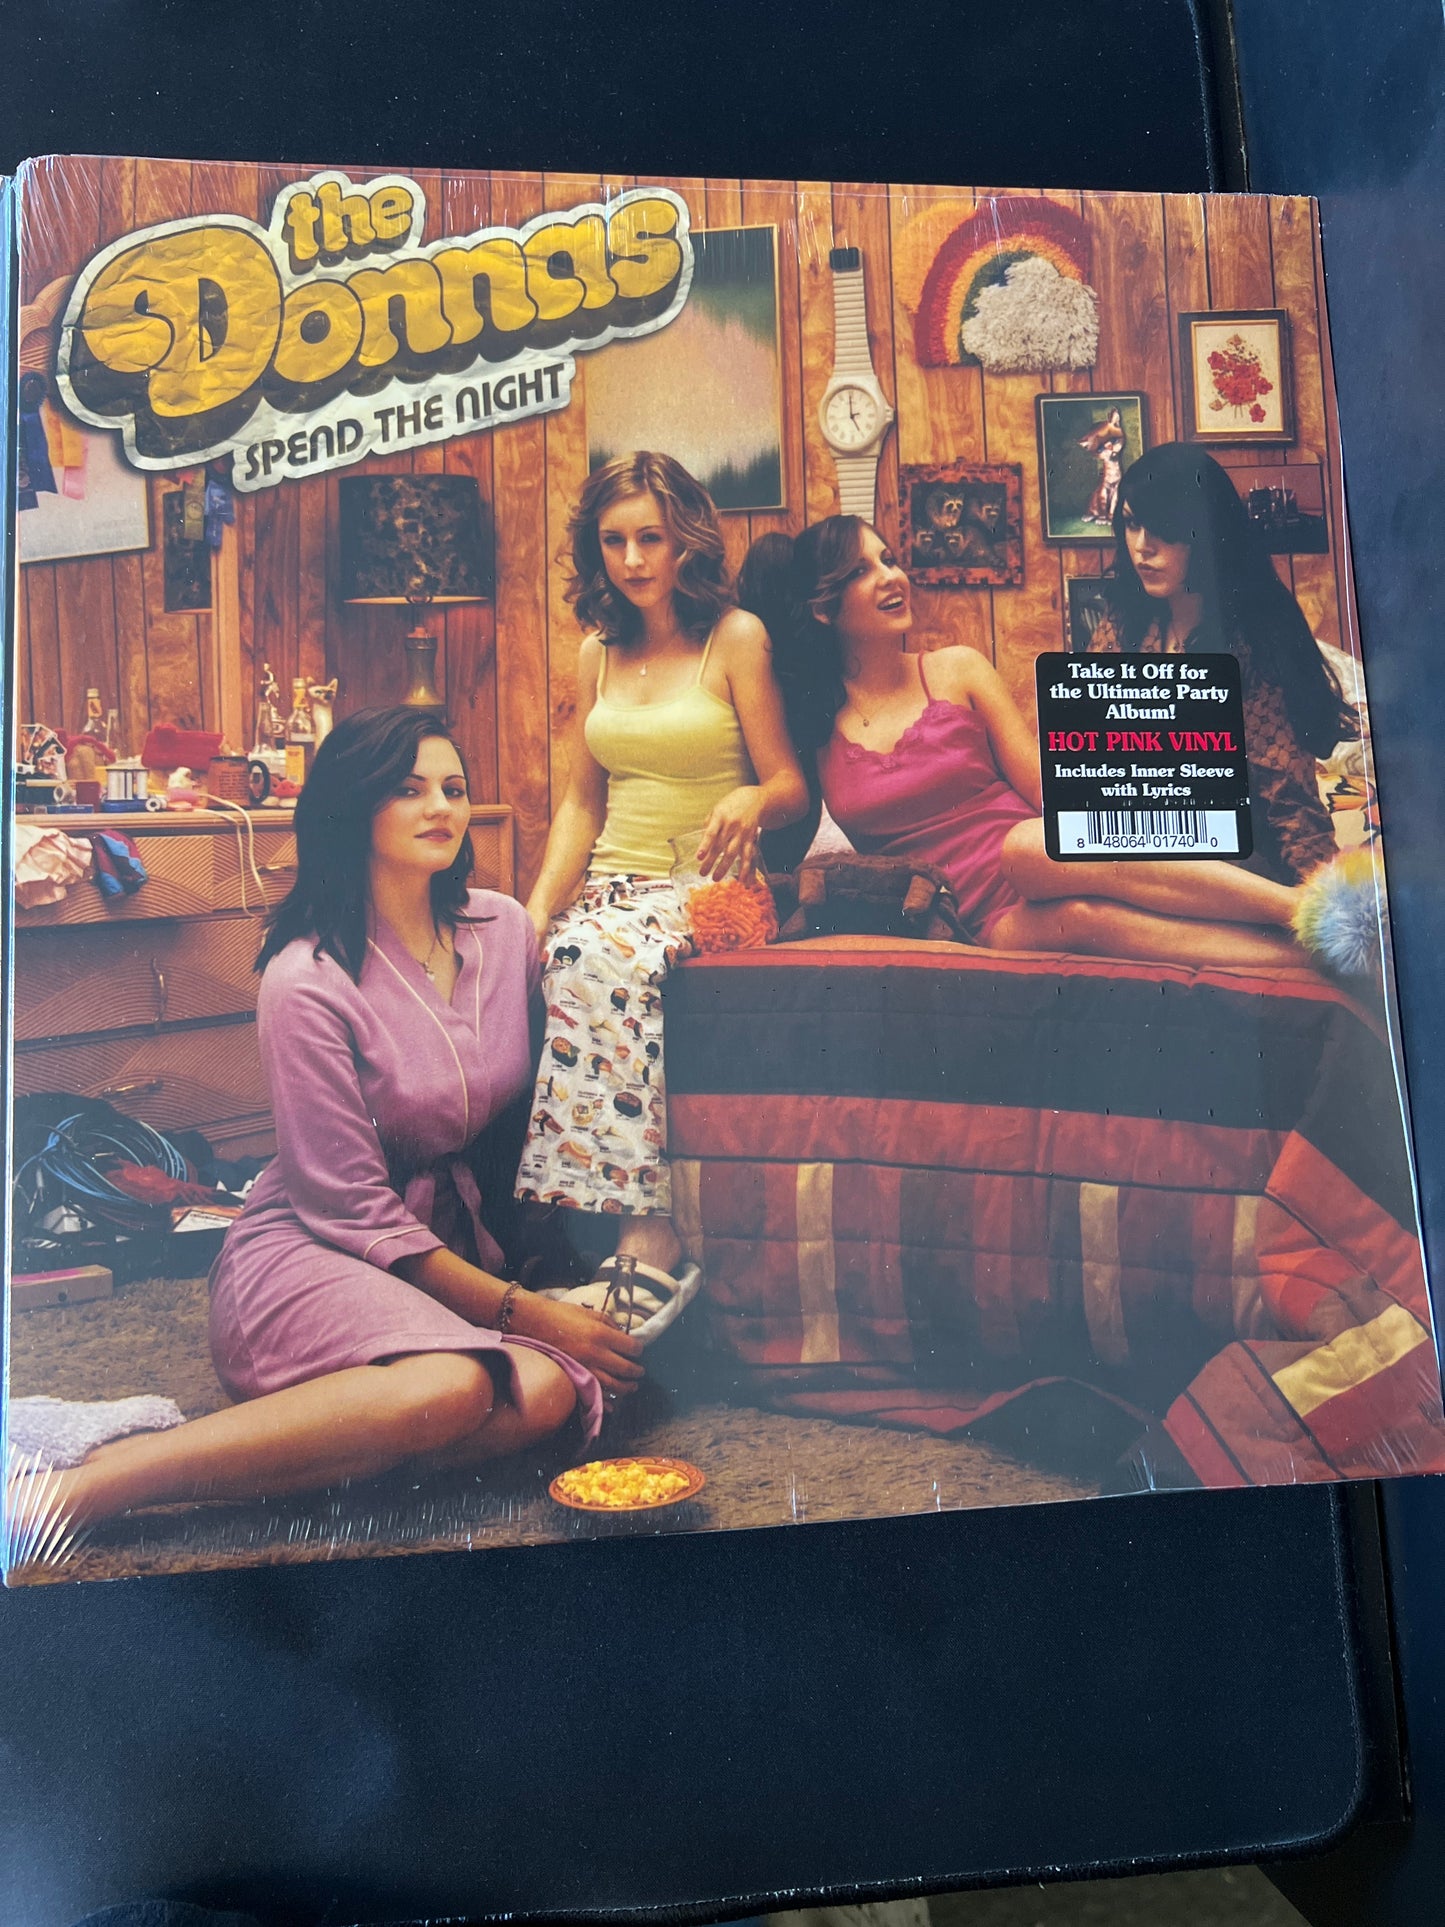 the
Donnas
SPEND THE NIGHT
Take It Off for
the Ultimate Party
Album!
HOT PINK VINYL
Includes Inner Sleeve
with Lyrics
8 48064 01740 0